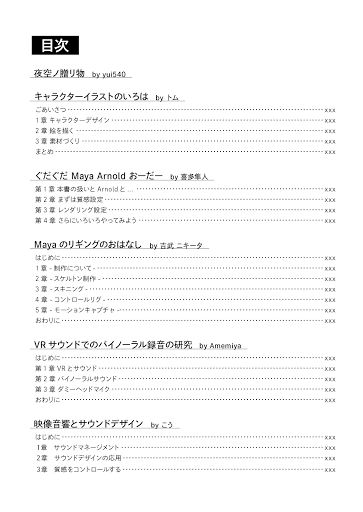 目次
夜空ノ贈り物 by yui540
キャラクターイラストのいろは by トム
ごあいさつ xxx
1章 キャラクターデザイン xxx
2章 絵を描く xxx
3章 素材づくり xxx
まとめ xxx
ぐだぐだ Maya Arnold おーだー by 喜多隼人
第1章 本書の扱いと Arnold と … xxx
第2章 まずは質感設定 xxx
第3章 レンダリング設定 xxx
第4章 さらにいろいろやってみよう xxx
Maya のリギングのおはなし by 古武 ニキータ
はじめに xxx
1章 - 制作について - xxx
2章 - スケルトン制作 - xxx
3章 - スキニング - xxx
4章 - コントロールリグ - xxx
5章 - モーションキャプチャ - xxx
おわりに xxx
VR サウンドでのバイノーラル録音の研究 by Amemiya
はじめに xxx
第1章 VR とサウンド xxx
第2章 バイノーラルサウンド xxx
第3章 ダミーヘッドマイク xxx
おわりに xxx
映像音響とサウンドデザイン by こう
はじめに xxx
1章 サウンドマネージメント xxx
2章 サウンドデザインの応用 xxx
3章 質感をコントロールする xxx